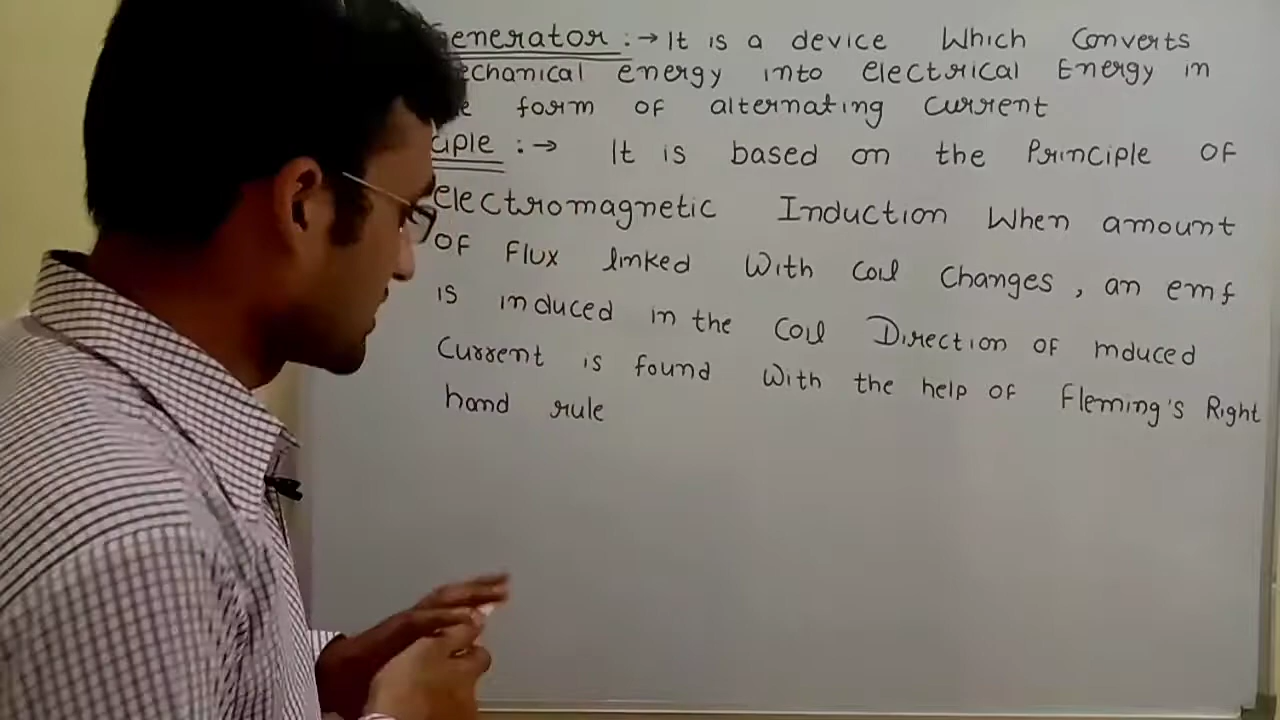 Generator :→ It is a device Which Converts
echanical energy into electrical Energy in
e form of alternating current
iple :→ It is based on the Principle of
electromagnetic Induction When amount
of flux linked With Coil Changes, an emf
is induced in the Coil Direction of induced
Current is found With the help of Fleming's Right
hand rule